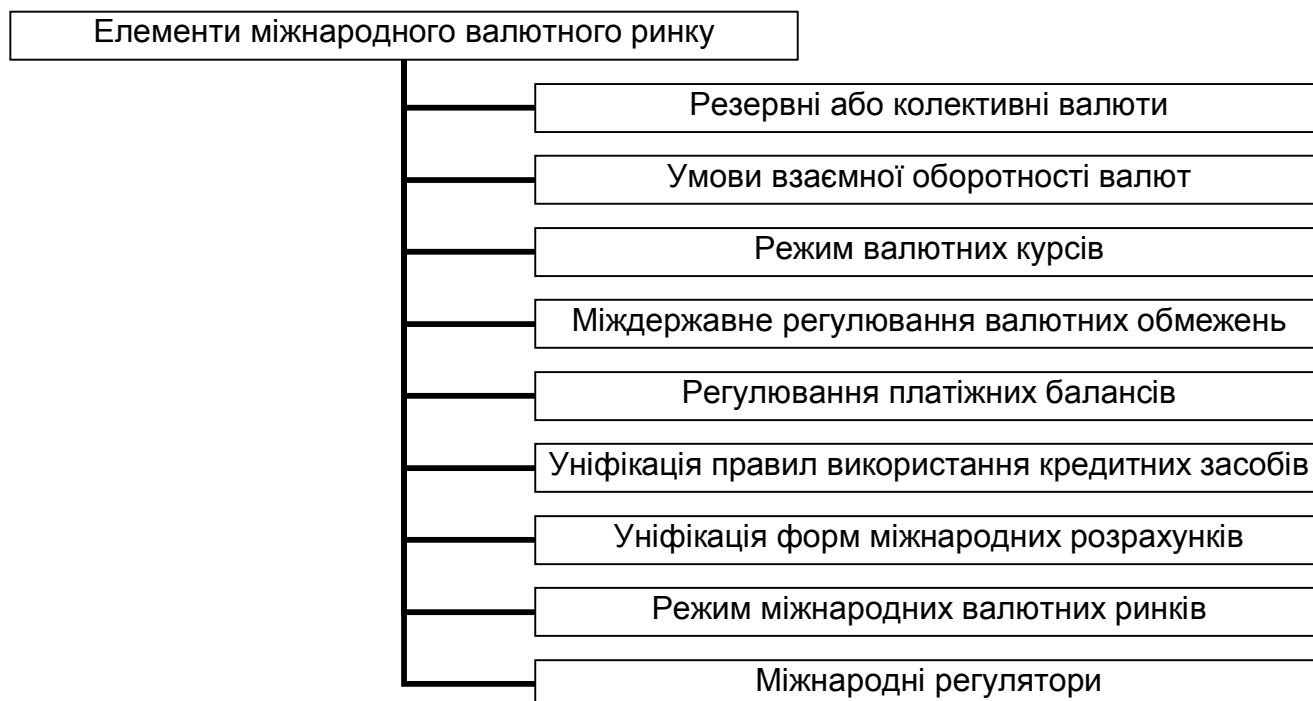 Елементи міжнародного валютного ринку
Резервні або колективні валюти
Умови взаємної оборотності валют
Режим валютних курсів
Міждержавне регулювання валютних обмежень
Регулювання платіжних балансів
Уніфікація правил використання кредитних засобів
Уніфікація форм міжнародних розрахунків
Режим міжнародних валютних ринків
Міжнародні регулятори